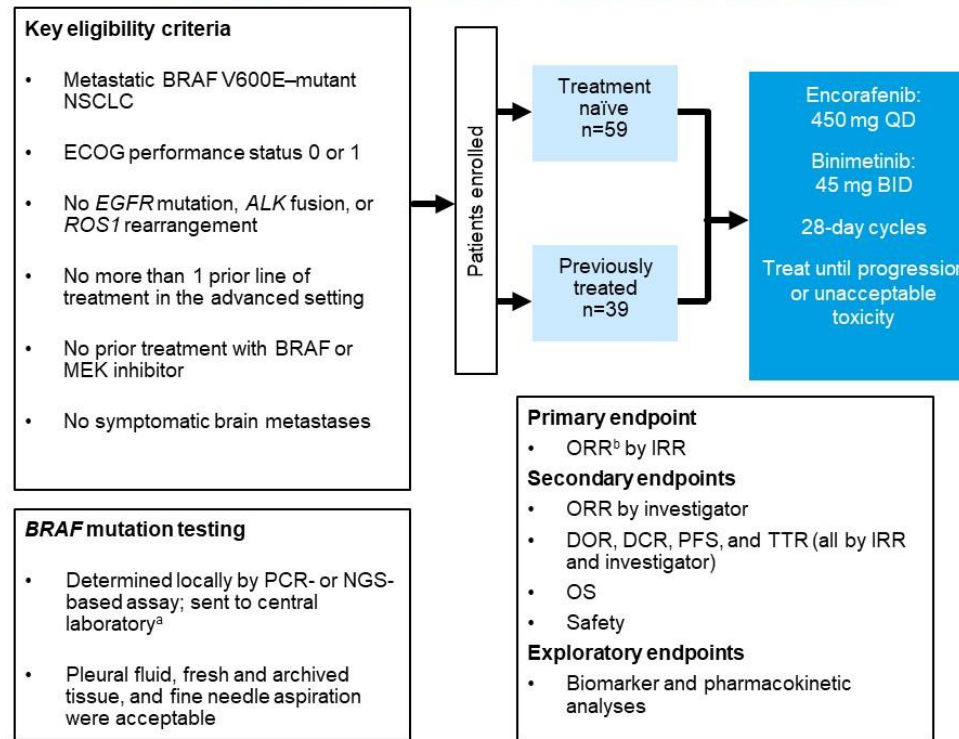 Key eligibility criteria
• Metastatic BRAF V600E–mutant
NSCLC
• ECOG performance status 0 or 1
• No EGFR mutation, ALK fusion, or
ROS1 rearrangement
• No more than 1 prior line of
treatment in the advanced setting
• No prior treatment with BRAF or
MEK inhibitor
• No symptomatic brain metastases
BRAF mutation testing
• Determined locally by PCR- or NGS-
based assay; sent to central
laboratoryᵃ
• Pleural fluid, fresh and archived
tissue, and fine needle aspiration
were acceptable
Patients enrolled
Treatment
naïve
n=59
Previously
treated
n=39
Encorafenib:
450 mg QD
Binimetinib:
45 mg BID
28-day cycles
Treat until progression
or unacceptable
toxicity
Primary endpoint
• ORRᵇ by IRR
Secondary endpoints
• ORR by investigator
• DOR, DCR, PFS, and TTR (all by IRR
and investigator)
• OS
• Safety
Exploratory endpoints
• Biomarker and pharmacokinetic
analyses